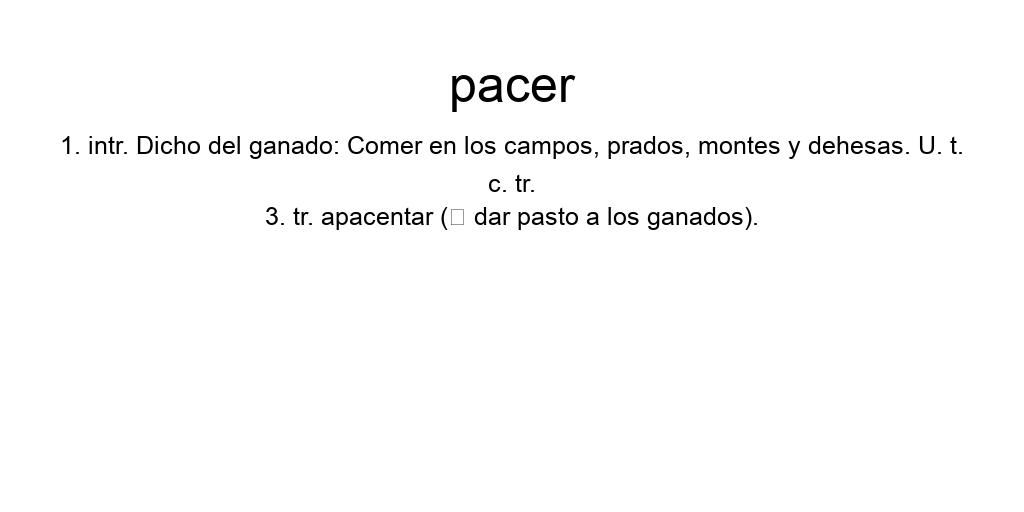 pacer
1. intr. Dicho del ganado: Comer en los campos, prados, montes y dehesas. U. t.
c. tr.
3. tr. apacentar (□ dar pasto a los ganados).